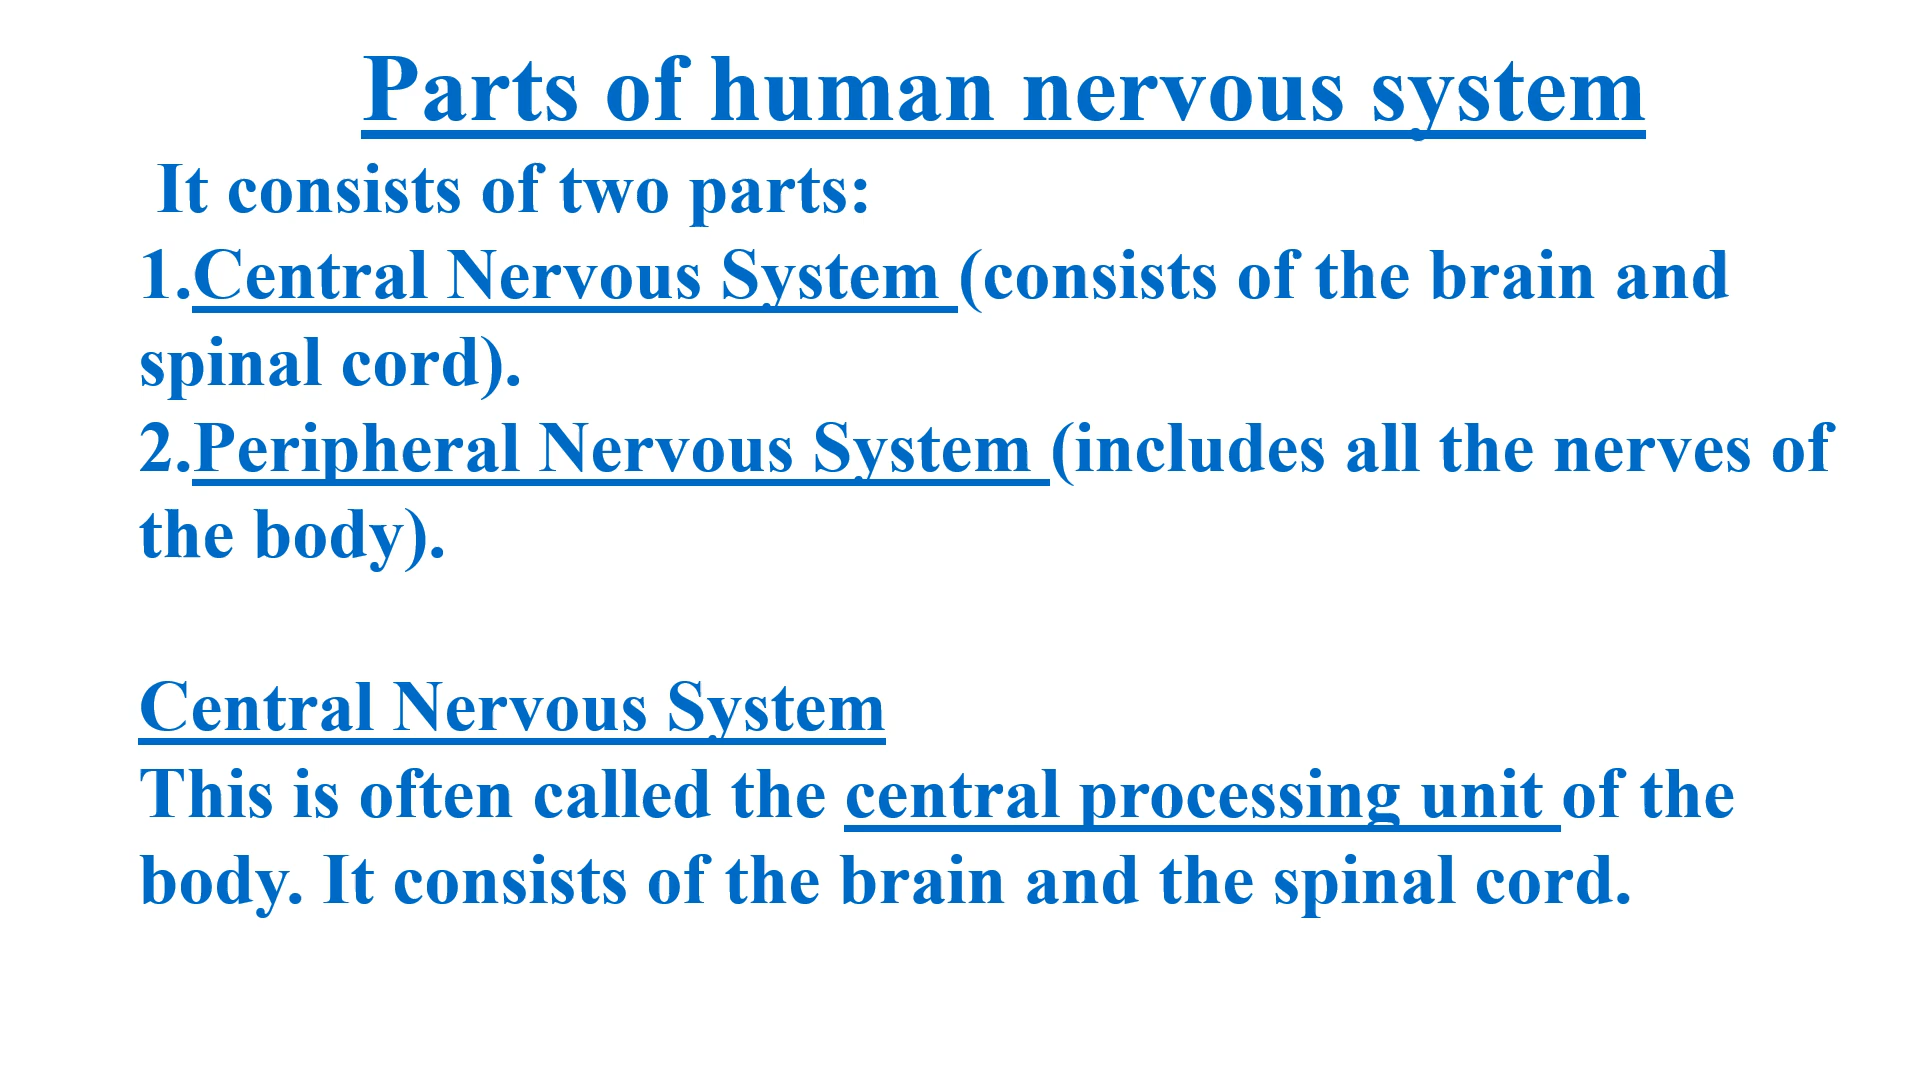 Parts of human nervous system
It consists of two parts:
1.Central Nervous System (consists of the brain and
spinal cord).
2.Peripheral Nervous System (includes all the nerves of
the body).
Central Nervous System
This is often called the central processing unit of the
body. It consists of the brain and the spinal cord.